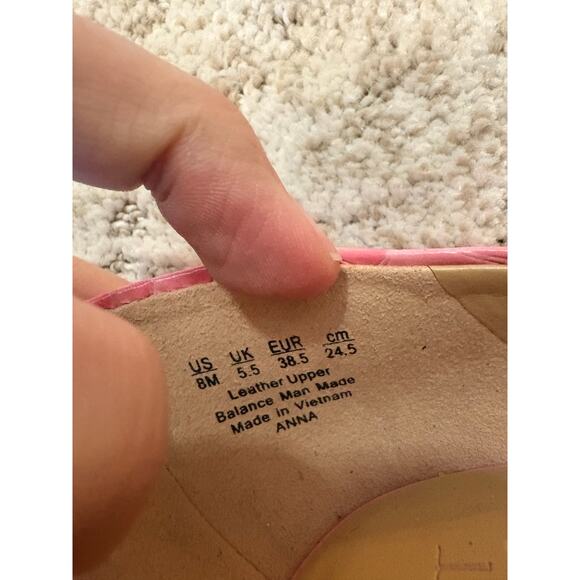 US UK EUR cm
8M 5.5 38.5 24.5
Leather Upper
Balance Man Made
Made in Vietnam
ANNA